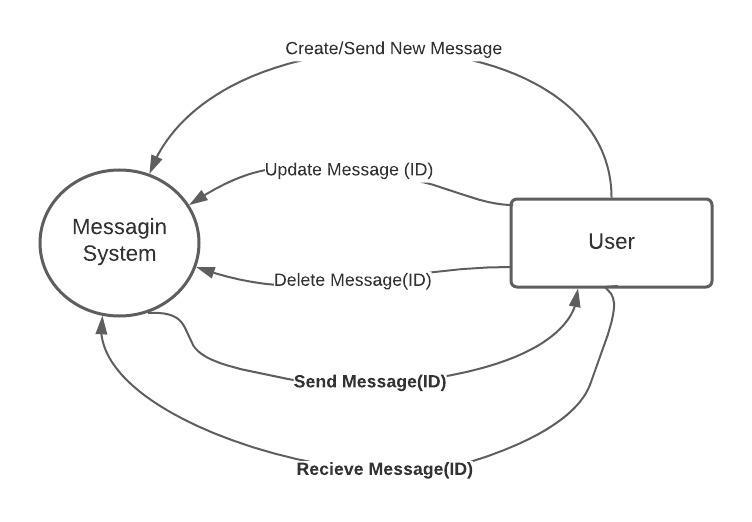 Create/Send New Message
Update Message (ID)
Messagin
System
User
Delete Message(ID)
Send Message(ID)
Recieve Message(ID)